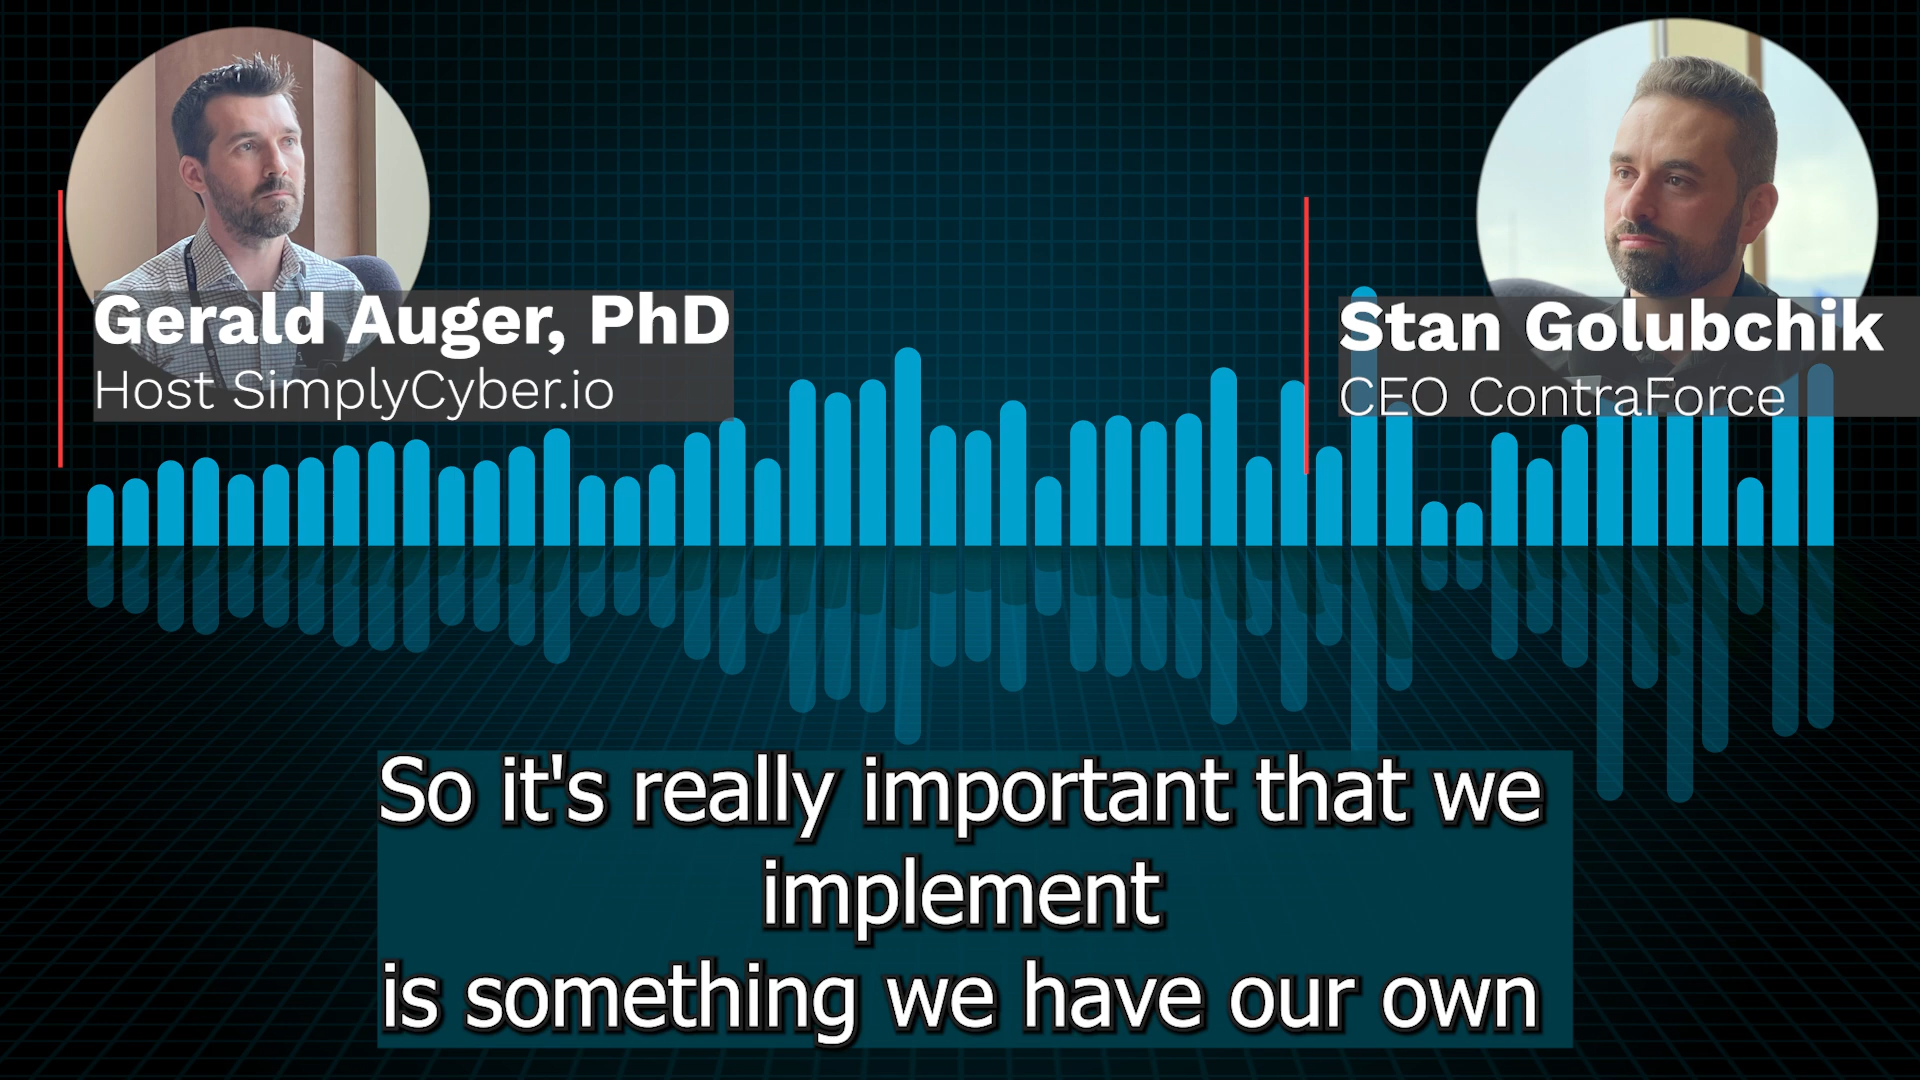 Gerald Auger, PhD
Host SimplyCyber.io
Stan Golubchik
CEO ContraForce
So it's really important that we
implement
is something we have our own